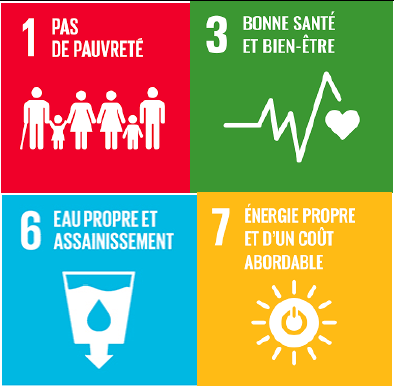 1 PAS
DE PAUVRETÉ
3 BONNE SANTÉ
ET BIEN-ÊTRE
6 EAU PROPRE ET
ASSAINISSEMENT
7 ÉNERGIE PROPRE
ET D'UN COÛT
ABORDABLE